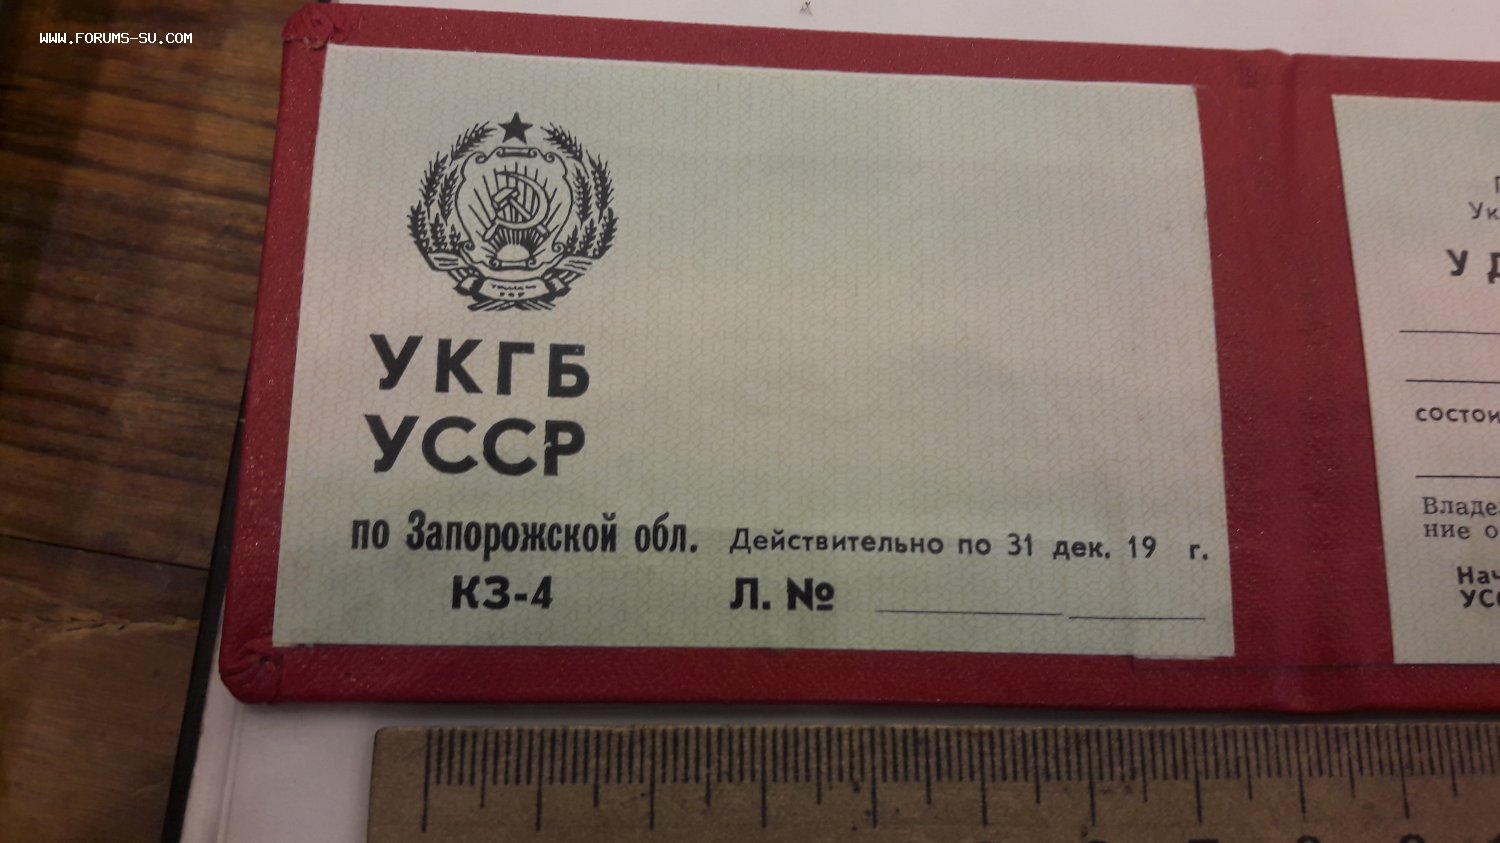 WWW.FORUMS-SU.COM
УКГБ
УССР
по Запорожской обл.
КЗ-4
Действительно по 31 дек. 19 г.
Л. №
У